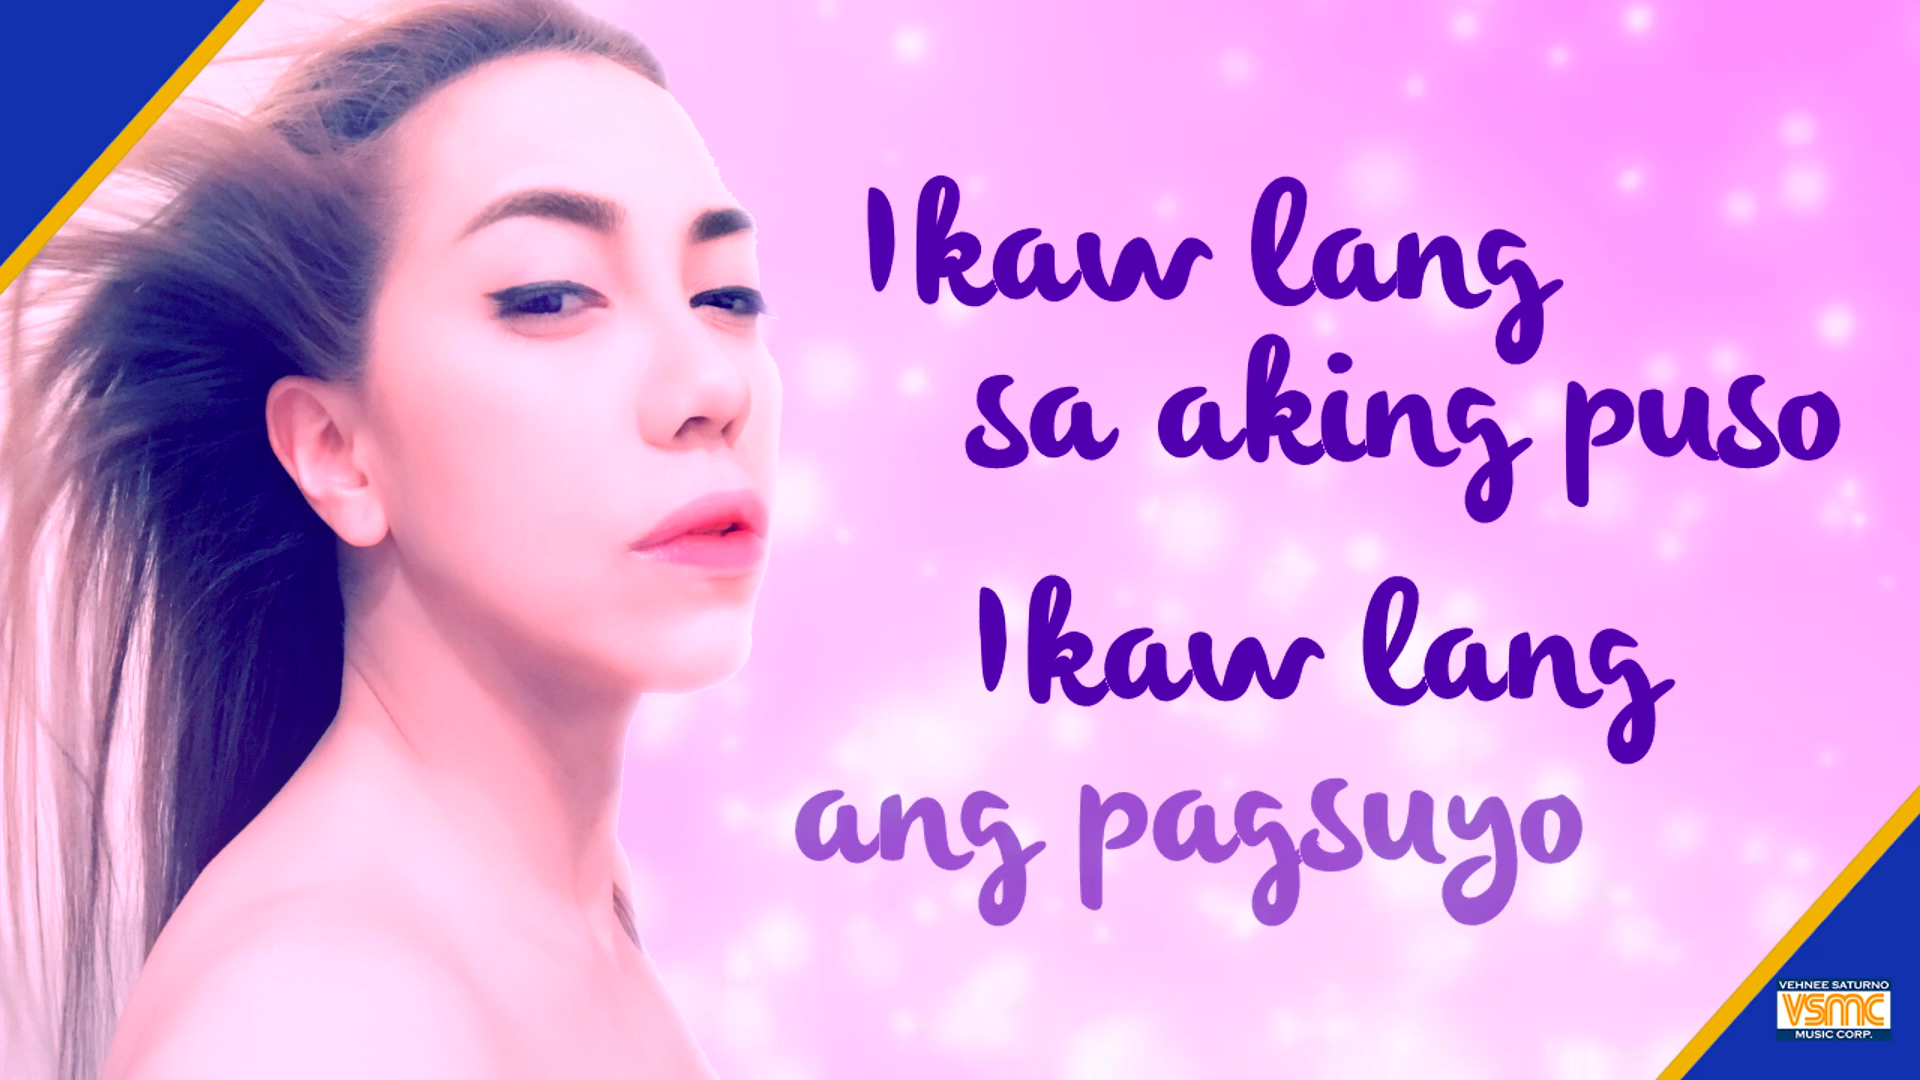 Ikaw lang
sa aking puso
Ikaw lang
ang pagsuyo
VEHNEE SATURNO
VSMC
MUSIC CORP.